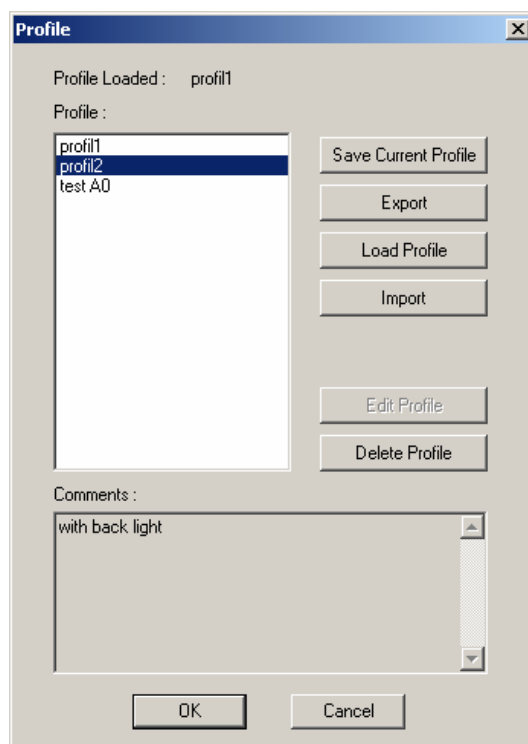 Profile
Profile Loaded : profil1
Profile :
profil1
profil2
test A0
Save Current Profile
Export
Load Profile
Import
Edit Profile
Delete Profile
Comments :
with back light
OK
Cancel